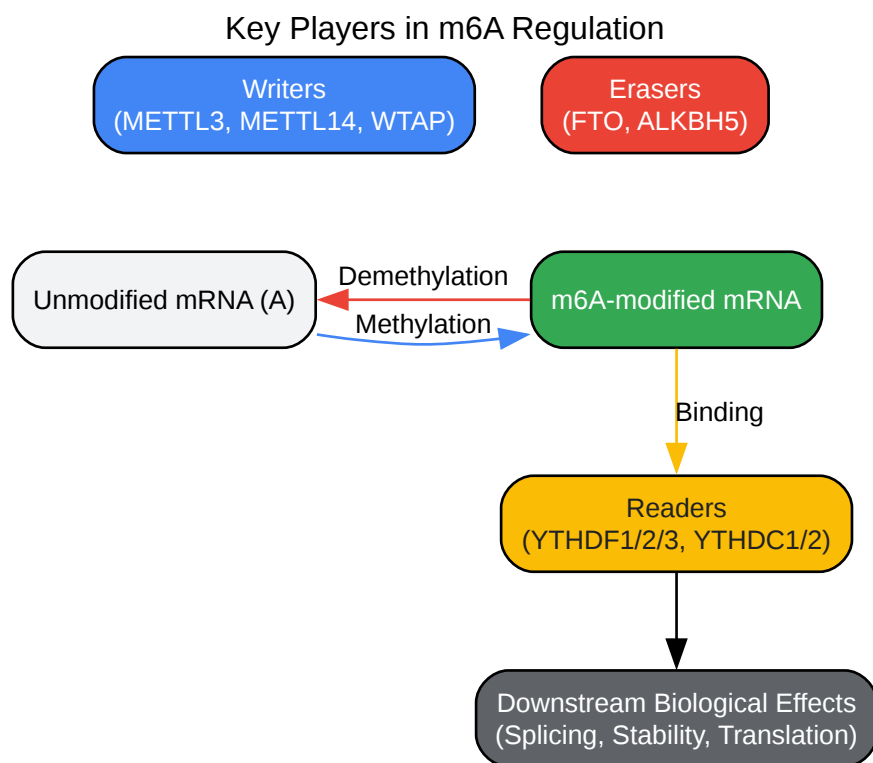 Key Players in m6A Regulation
Writers
(METTL3, METTL14, WTAP)
Erasers
(FTO, ALKBH5)
Unmodified mRNA (A)
Demethylation
Methylation
m6A-modified mRNA
Binding
Readers
(YTHDF1/2/3, YTHDC1/2)
Downstream Biological Effects
(Splicing, Stability, Translation)